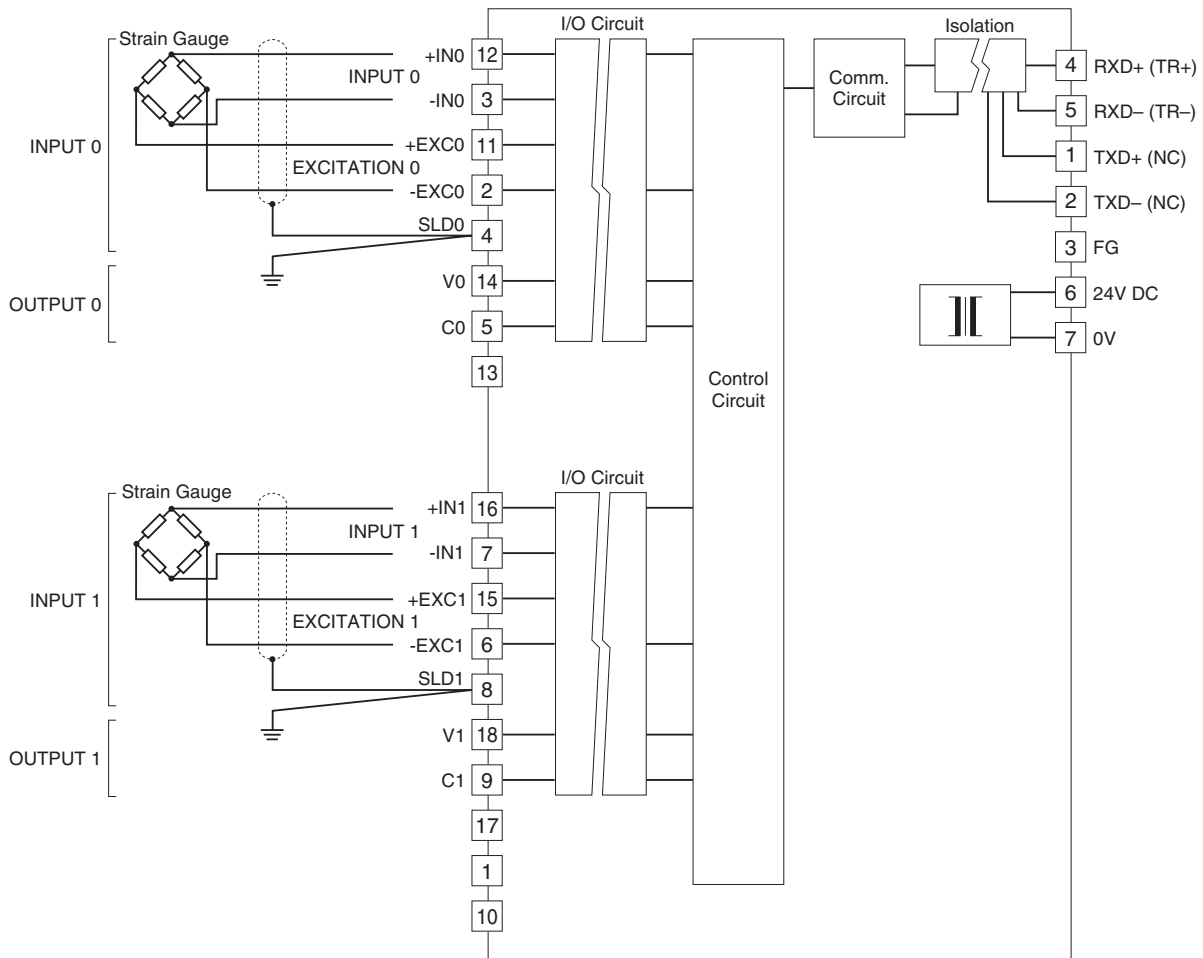 I/O Circuit
Isolation
Strain Gauge
+IN0 12
INPUT 0
-IN0 3
+EXC0 11
INPUT 0
EXCITATION 0
-EXC0 2
SLD0
4
V0 14
OUTPUT 0
C0 5
13
Comm.
Circuit
4 RXD+ (TR+)
5 RXD– (TR–)
1 TXD+ (NC)
2 TXD– (NC)
3 FG
6 24V DC
7 0V
Control
Circuit
I/O Circuit
Strain Gauge
+IN1 16
INPUT 1
-IN1 7
+EXC1 15
INPUT 1
EXCITATION 1
-EXC1 6
SLD1
8
V1 18
OUTPUT 1
C1 9
17
1
10